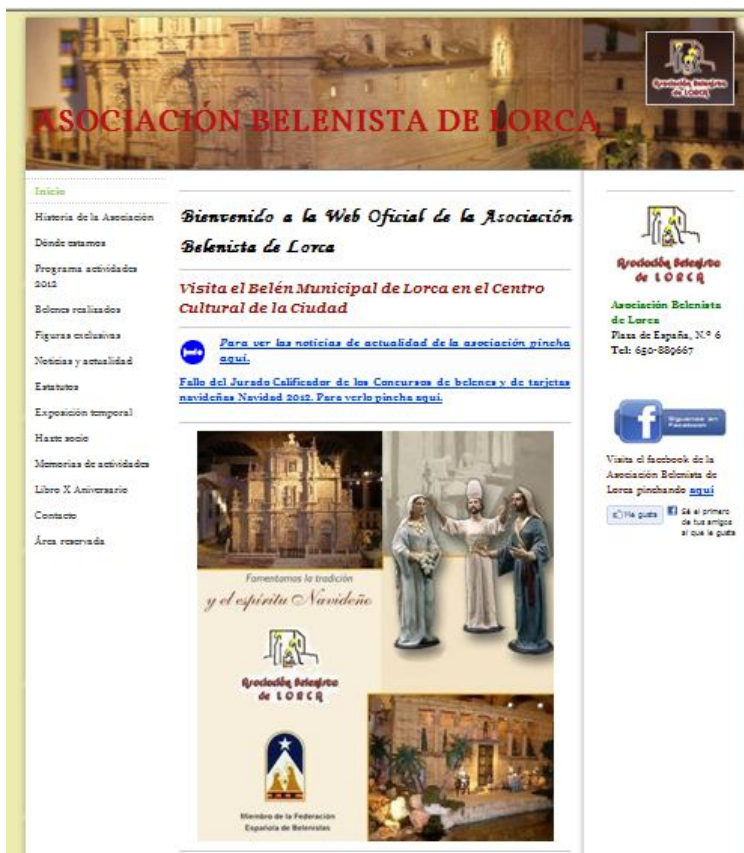 ASOCIACIÓN BELENISTA DE LORCA
Asociación Belenista
de LORCA
Inicio
Historia de la Asociación
Dónde estamos
Programa actividades
2012
Belenes realizados
Figuras exclusivas
Noticias y actualidad
Estatutos
Exposición temporal
Hazte socio
Memorias de actividades
Libro X Aniversario
Contacto
Área reservada
Bienvenido a la Web Oficial de la Asociación
Belenista de Lorca
Visita el Belén Municipal de Lorca en el Centro
Cultural de la Ciudad
Para ver las noticias de actualidad de la asociación pincha
aquí.
Fallo del Jurado Calificador de los Concursos de belenes y de tarjetas
navideñas Navidad 2012. Para verlo pincha aquí.
Fomentamos la tradición
y el espíritu Navideño
Asociación Belenista
de LORCA
Miembro de la Federación
Española de Belenistas
Asociación Belenista
de LORCA
Asociación Belenista
de Lorca
Plaza de España, N.º 6
Tel: 650-889667
Síguenos en
Facebook
Visita el facebook de la
Asociación Belenista de
Lorca pinchando aquí
Me gusta
Sé el primero
de tus amigos
al que le gusta